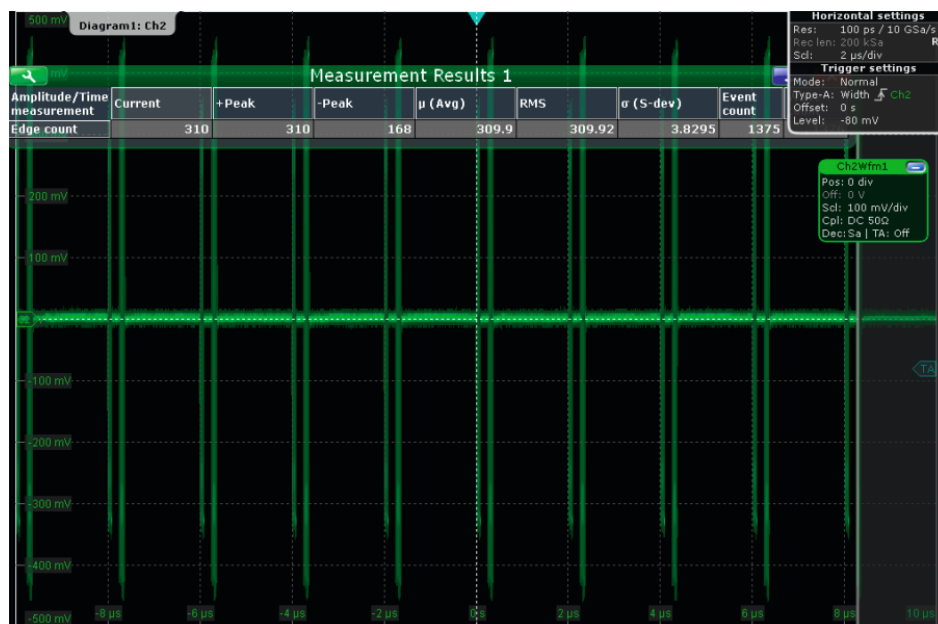 500 mV
Diagram1: Ch2
Horizontal settings
Res: 100 ps / 10 GSa/s
Rec len: 200 kSa R
Scl: 2 µs/div
Trigger settings
Mode: Normal
Type-A: Width Ch2
Offset: 0 s
Level: -80 mV
mV
Measurement Results 1
Amplitude/Time measurement Current +Peak -Peak µ (Avg) RMS σ (S-dev) Event count
Edge count 310 310 168 309.9 309.92 3.8295 1375
Ch2Wfm1
Pos: 0 div
Off: 0 V
Scl: 100 mV/div
Cpl: DC 50Ω
Dec: Sa | TA: Off
200 mV
100 mV
-100 mV
TA
-200 mV
-300 mV
-400 mV
-500 mV
-8 µs -6 µs -4 µs -2 µs 0 s 2 µs 4 µs 6 µs 8 µs 10 µs